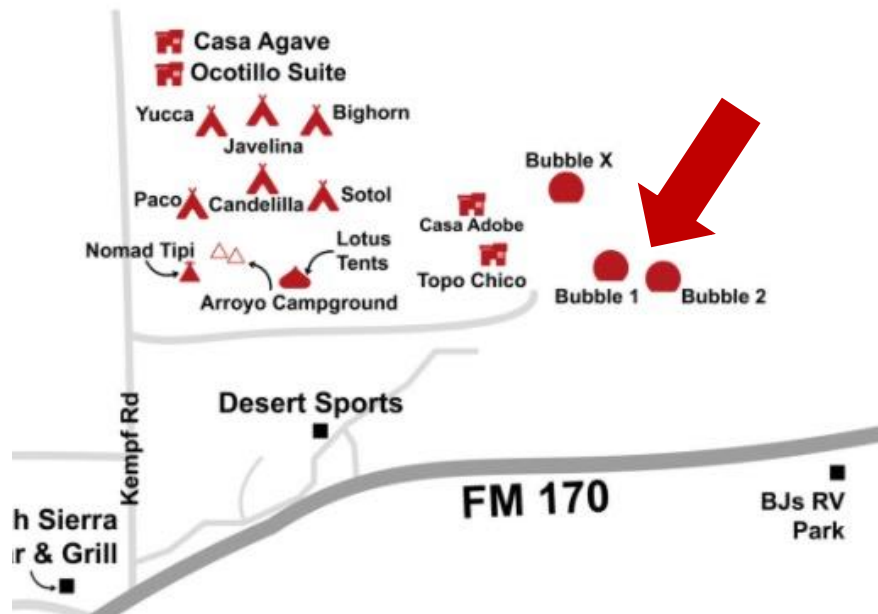 Casa Agave
Ocotillo Suite
Yucca
Bighorn
Javelina
Bubble X
Paco
Candelilla
Sotol
Casa Adobe
Nomad Tipi
Lotus
Tents
Topo Chico
Arroyo Campground
Bubble 1
Bubble 2
Kempf Rd
Desert Sports
FM 170
BJs RV
Park
h Sierra
r & Grill